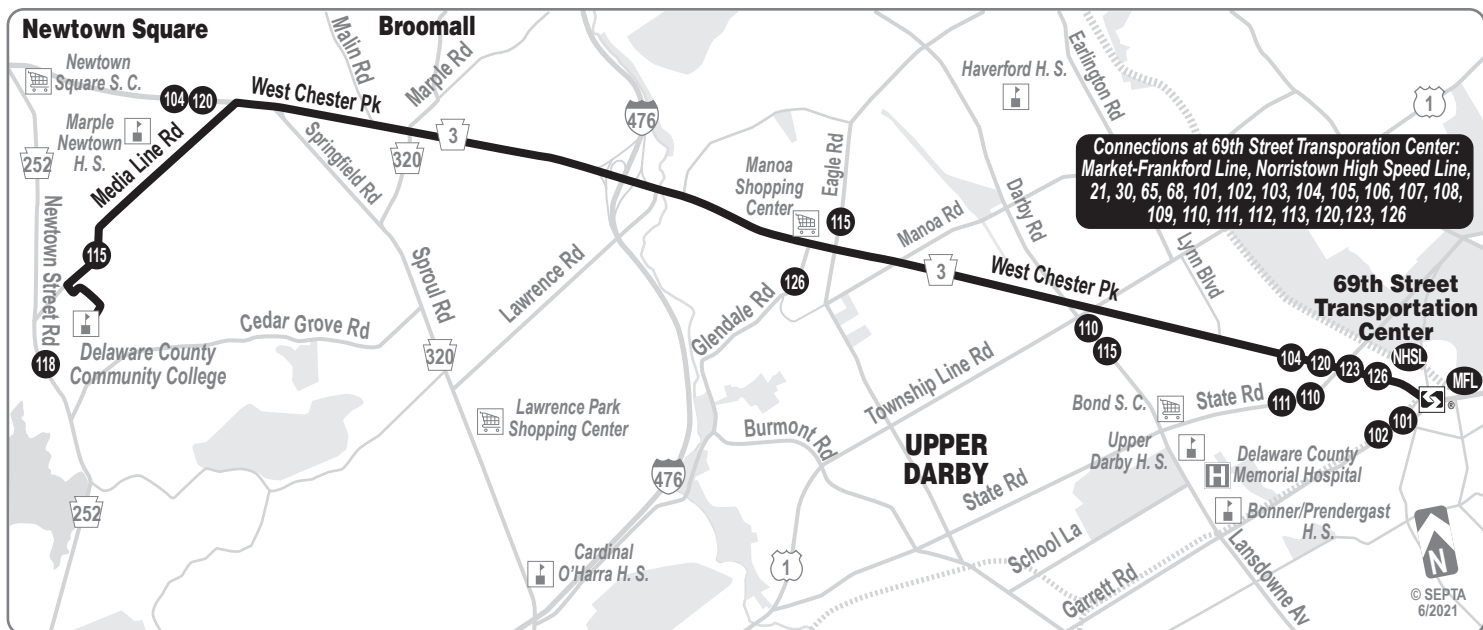 Newtown Square
Broomall
Newtown
Square S. C.
104
120
Malin Rd
Marple Rd
West Chester Pk
3
476
Haverford H. S.
Earlington Rd
1
Marple
Newtown
H. S.
252
Media Line Rd
Springfield Rd
320
Manoa
Shopping
Center
Eagle Rd
115
Connections at 69th Street Transporation Center:
Market-Frankford Line, Norristown High Speed Line,
21, 30, 65, 68, 101, 102, 103, 104, 105, 106, 107, 108,
109, 110, 111, 112, 113, 120,123, 126
Darby Rd
Manoa Rd
Lynn Blvd
Newtown Street Rd
115
Sproul Rd
Lawrence Rd
126
Glendale Rd
3
West Chester Pk
69th Street
Transportation
Center
Cedar Grove Rd
118
Delaware County
Community College
320
110
115
104
120
123
126
NHSL
MFL
®
Township Line Rd
Bond S. C.
State Rd
111
110
101
102
Lawrence Park
Shopping Center
Burmont Rd
UPPER
DARBY
Upper
Darby H. S.
H
Delaware County
Memorial Hospital
476
State Rd
252
Bonner/Prendergast
H. S.
Cardinal
O'Harra H. S.
1
School La
Garrett Rd
Lansdowne Av
N
© SEPTA
6/2021